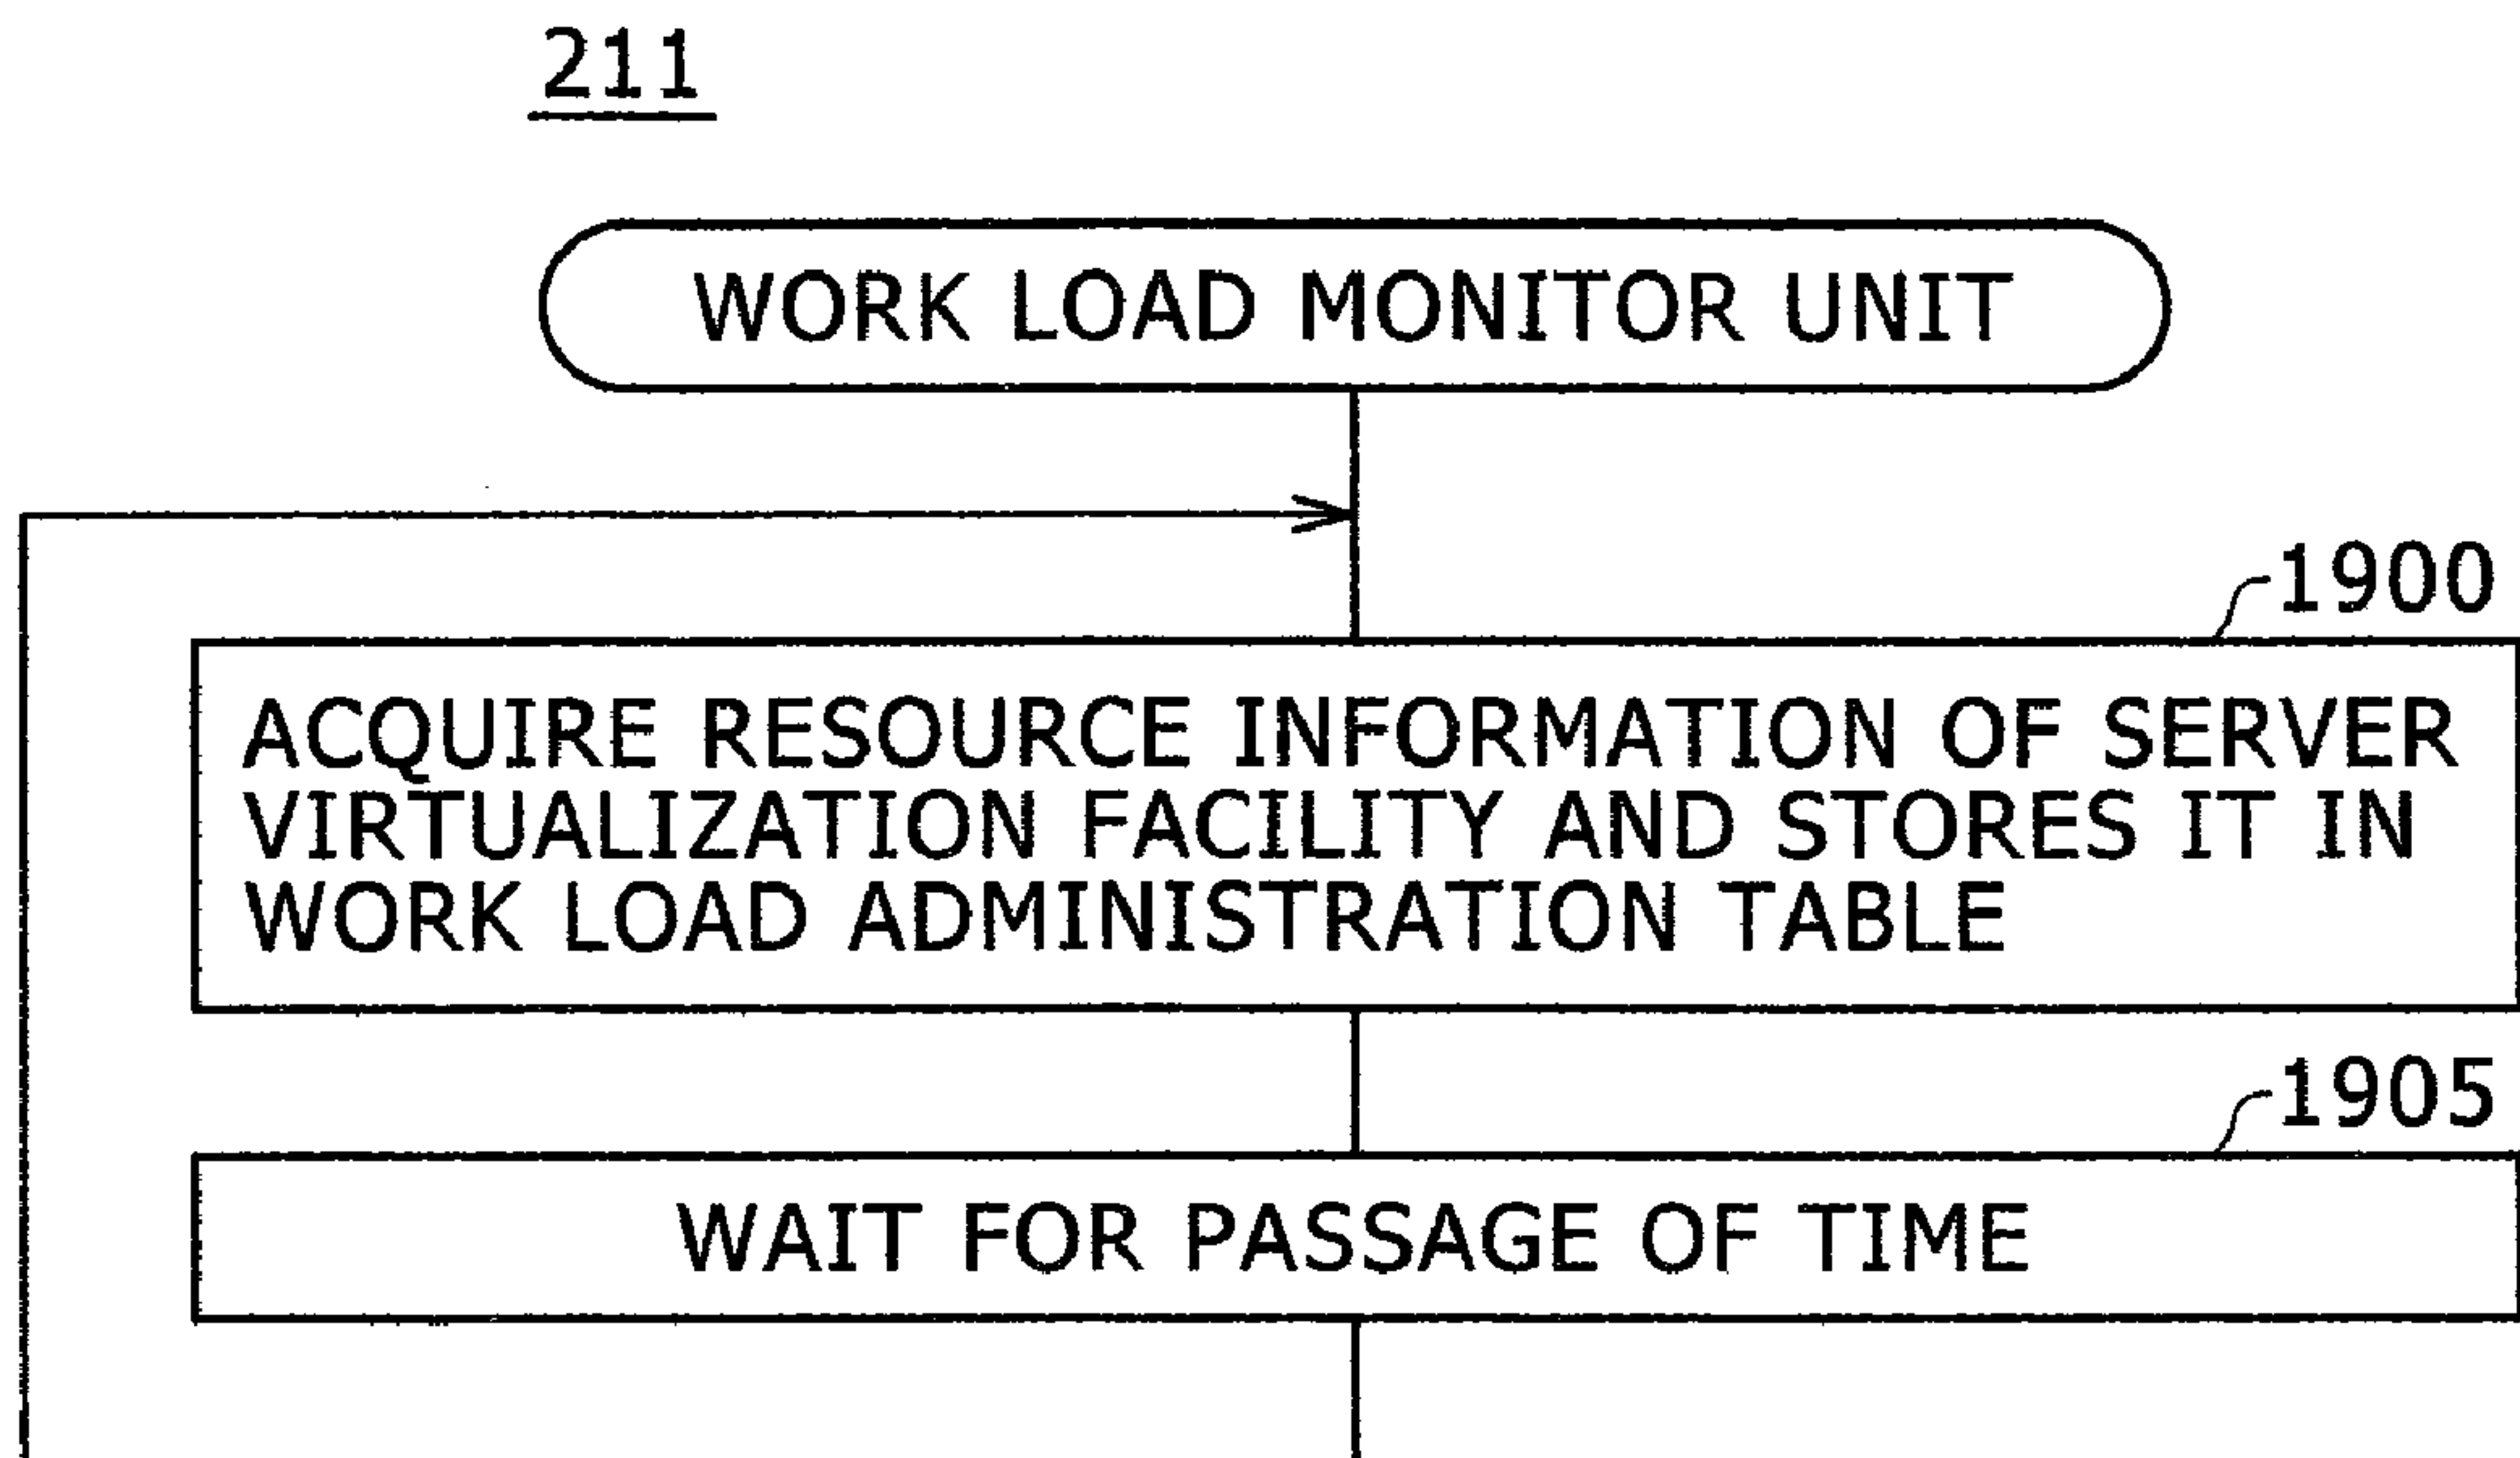 211
WORK LOAD MONITOR UNIT
1900
ACQUIRE RESOURCE INFORMATION OF SERVER
VIRTUALIZATION FACILITY AND STORES IT IN
WORK LOAD ADMINISTRATION TABLE
1905
WAIT FOR PASSAGE OF TIME